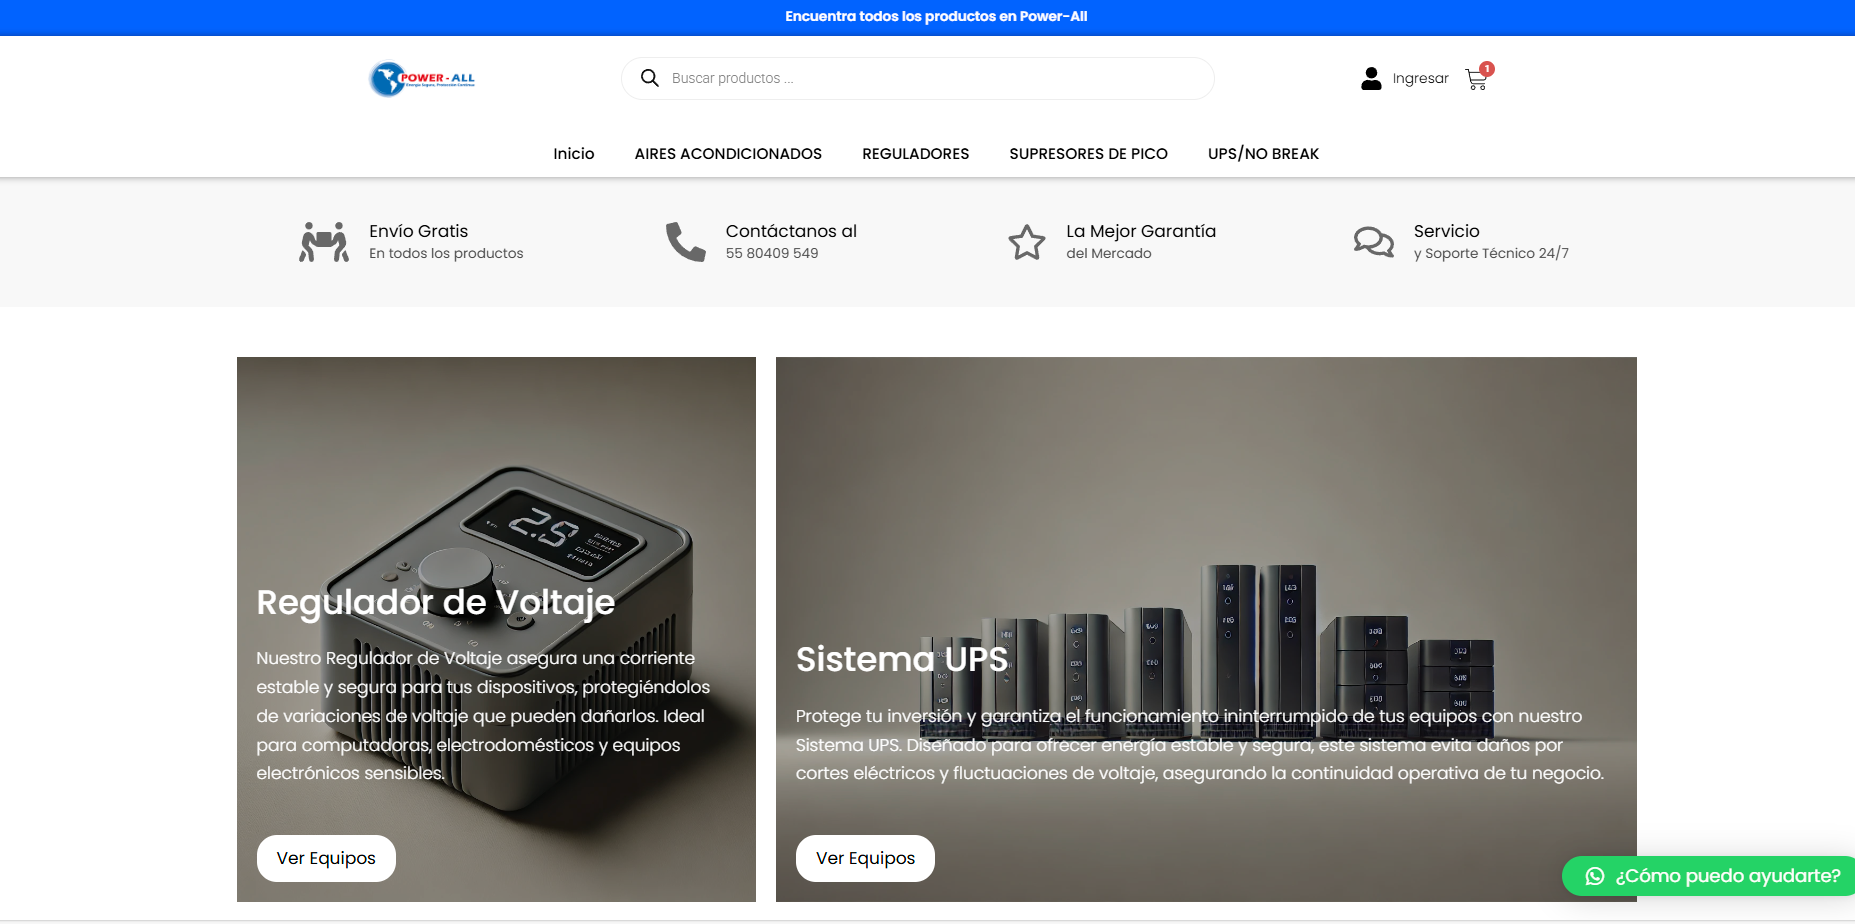 Encuentra todos los productos en Power-All
POWER - ALL
Energía Segura, Protección Continua
Buscar productos ...
Ingresar
1
Inicio
AIRES ACONDICIONADOS
REGULADORES
SUPRESORES DE PICO
UPS/NO BREAK
Envío Gratis
En todos los productos
Contáctanos al
55 80409 549
La Mejor Garantía
del Mercado
Servicio
y Soporte Técnico 24/7
2.9
Regulador de Voltaje
Nuestro Regulador de Voltaje asegura una corriente
estable y segura para tus dispositivos, protegiéndolos
de variaciones de voltaje que pueden dañarlos. Ideal
para computadoras, electrodomésticos y equipos
electrónicos sensibles.
Ver Equipos
Sistema UPS
Protege tu inversión y garantiza el funcionamiento ininterrumpido de tus equipos con nuestro
Sistema UPS. Diseñado para ofrecer energía estable y segura, este sistema evita daños por
cortes eléctricos y fluctuaciones de voltaje, asegurando la continuidad operativa de tu negocio.
Ver Equipos
¿Cómo puedo ayudarte?